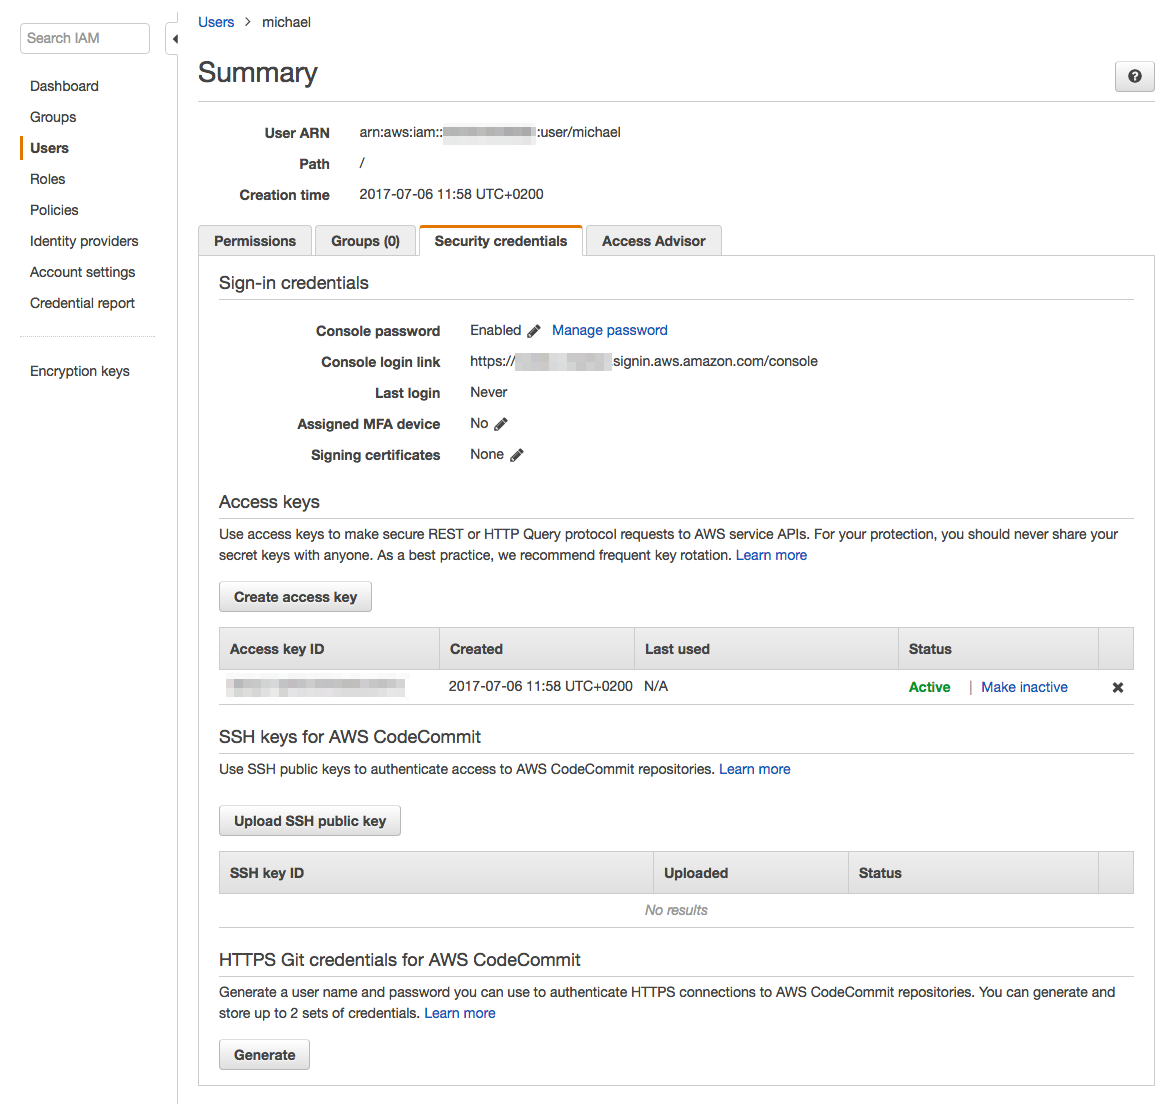 Search IAM
Dashboard
Groups
Users
Roles
Policies
Identity providers
Account settings
Credential report
Encryption keys
Users > michael
Summary
User ARN arn:aws:iam:: :user/michael
Path /
Creation time 2017-07-06 11:58 UTC+0200
Permissions Groups (0) Security credentials Access Advisor
Sign-in credentials
Console password Enabled Manage password
Console login link https:// signin.aws.amazon.com/console
Last login Never
Assigned MFA device No
Signing certificates None
Access keys
Use access keys to make secure REST or HTTP Query protocol requests to AWS service APIs. For your protection, you should never share your
secret keys with anyone. As a best practice, we recommend frequent key rotation. Learn more
Create access key
Access key ID Created Last used Status
2017-07-06 11:58 UTC+0200 N/A Active | Make inactive
SSH keys for AWS CodeCommit
Use SSH public keys to authenticate access to AWS CodeCommit repositories. Learn more
Upload SSH public key
SSH key ID Uploaded Status
No results
HTTPS Git credentials for AWS CodeCommit
Generate a user name and password you can use to authenticate HTTPS connections to AWS CodeCommit repositories. You can generate and
store up to 2 sets of credentials. Learn more
Generate